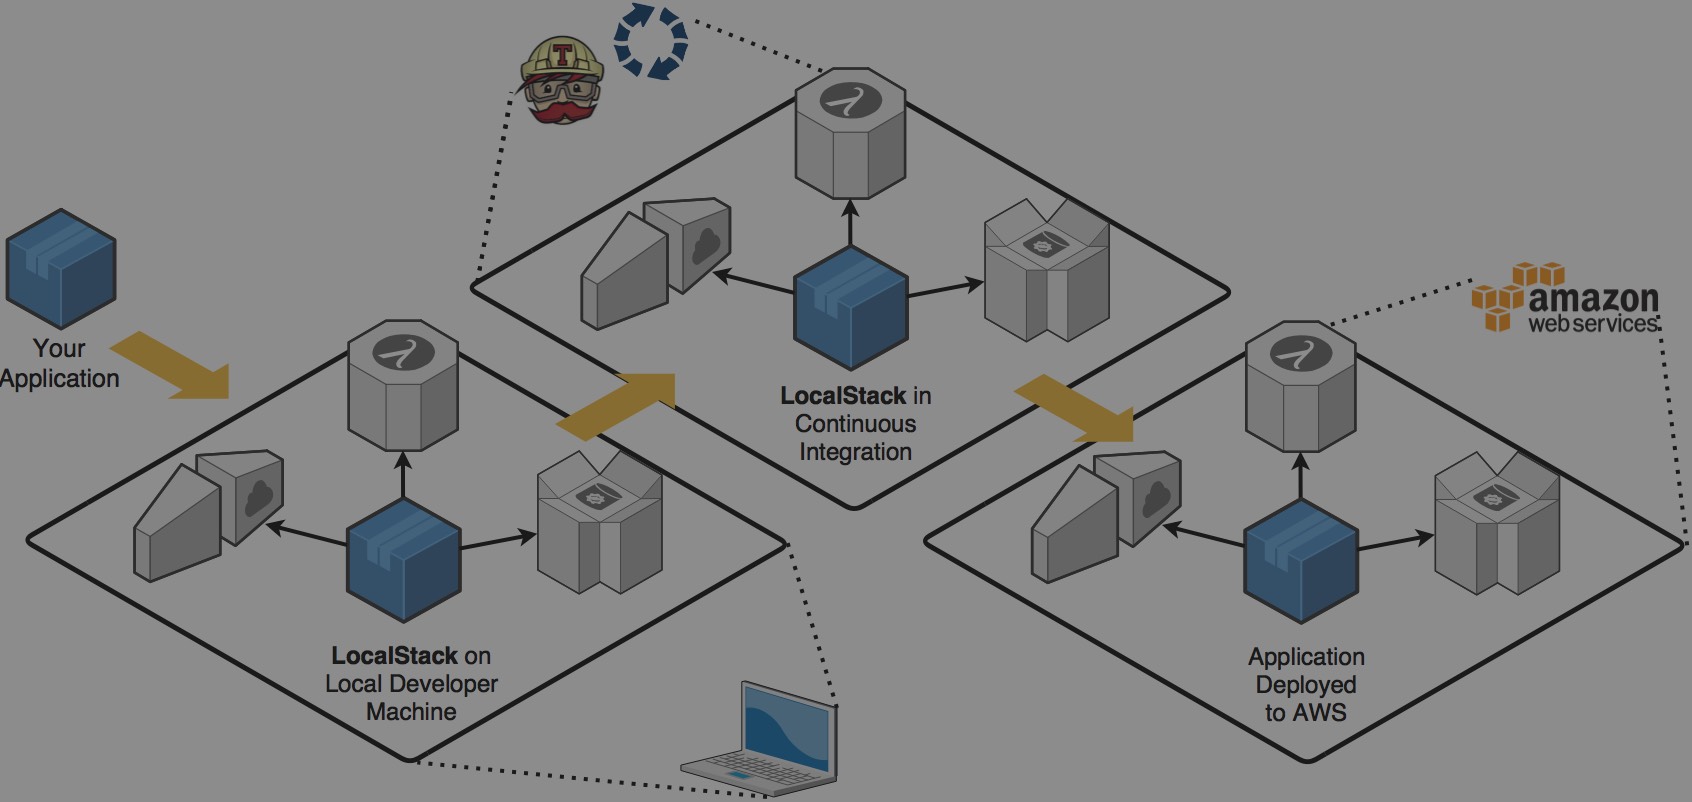 T
Your
Application
LocalStack on
Local Developer
Machine
LocalStack in
Continuous
Integration
amazon
web services
Application
Deployed
to AWS